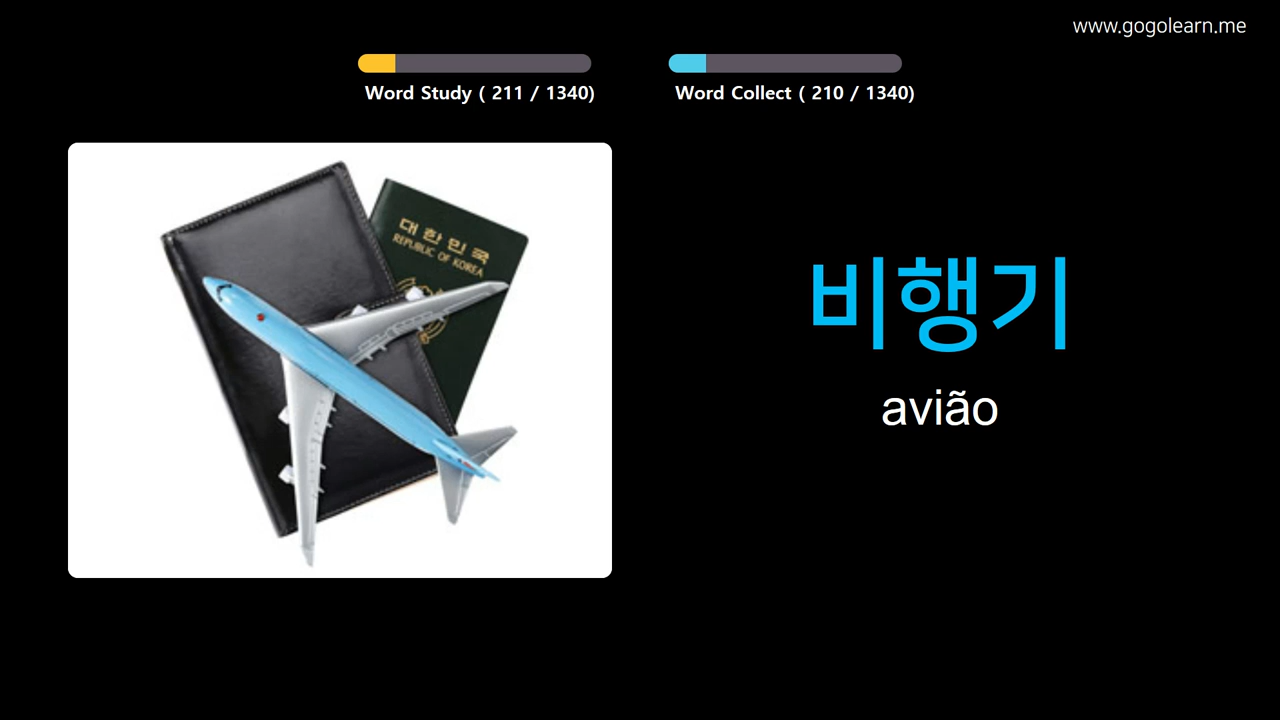 www.gogolearn.me
Word Study ( 211 / 1340)
Word Collect ( 210 / 1340)
대한민국
REPUBLIC OF KOREA
비행기
avião